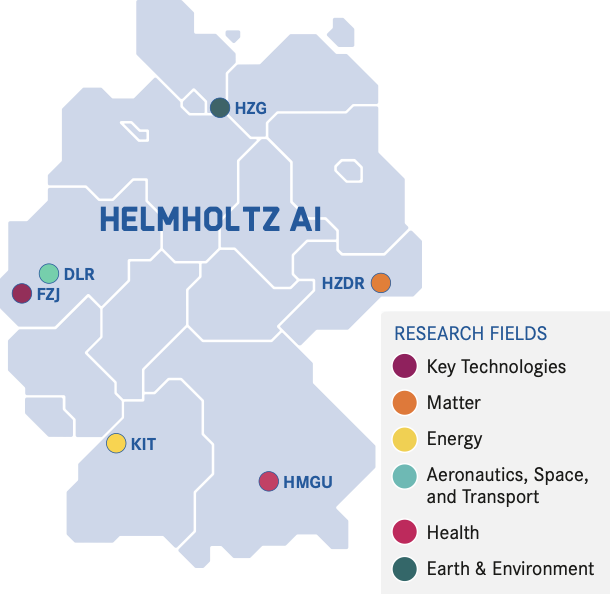 HZG
HELMHOLTZ AI
DLR
FZJ
HZDR
KIT
HMGU
RESEARCH FIELDS
Key Technologies
Matter
Energy
Aeronautics, Space,
and Transport
Health
Earth & Environment